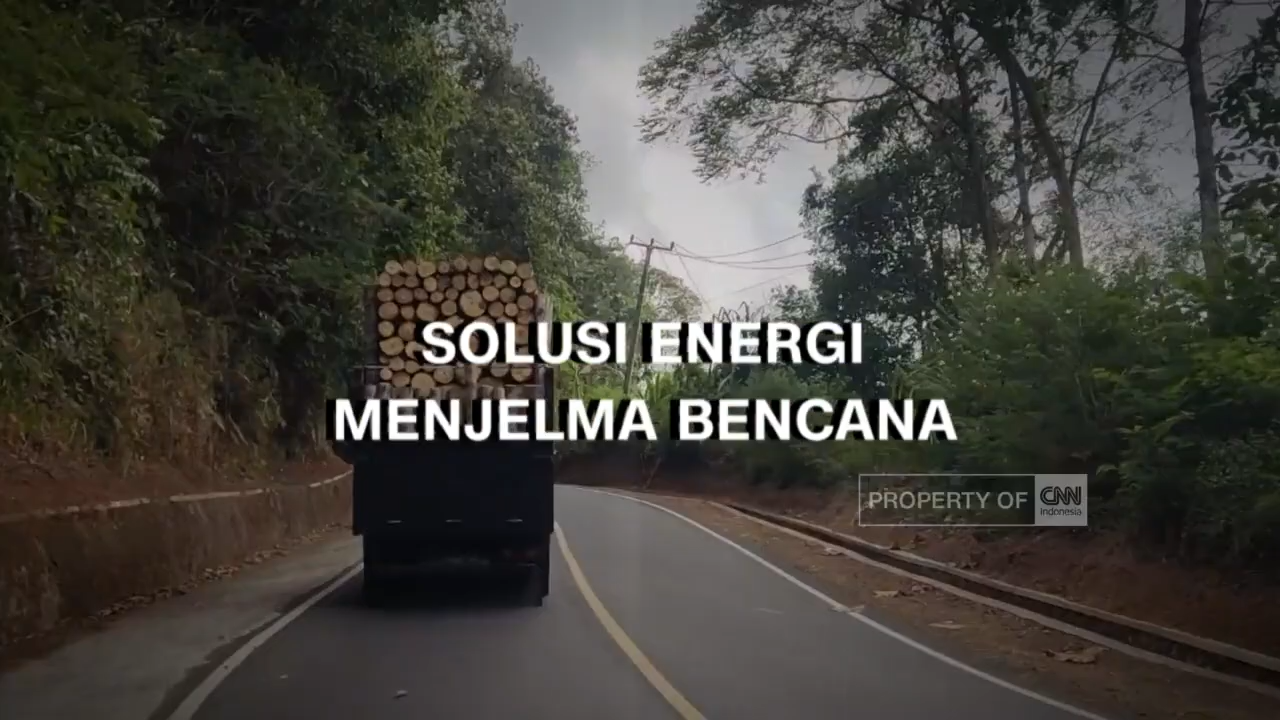 SOLUSI ENERGI
MENJELMA BENCANA
PROPERTY OF CNN
Indonesia